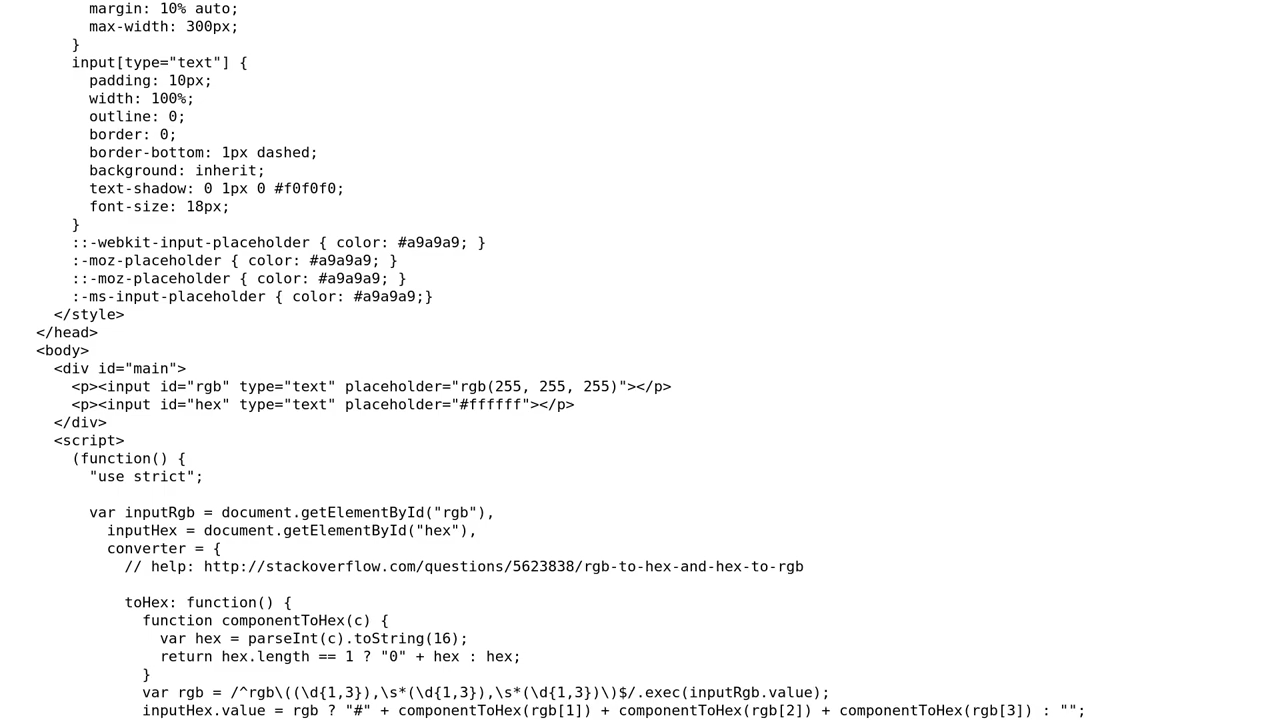 margin: 10% auto;
      max-width: 300px;
    }
    input[type="text"] {
      padding: 10px;
      width: 100%;
      outline: 0;
      border: 0;
      border-bottom: 1px dashed;
      background: inherit;
      text-shadow: 0 1px 0 #f0f0f0;
      font-size: 18px;
    }
    ::-webkit-input-placeholder { color: #a9a9a9; }
    :-moz-placeholder { color: #a9a9a9; }
    ::-moz-placeholder { color: #a9a9a9; }
    :-ms-input-placeholder { color: #a9a9a9;}
  </style>
</head>
<body>
  <div id="main">
    <p><input id="rgb" type="text" placeholder="rgb(255, 255, 255)"></p>
    <p><input id="hex" type="text" placeholder="#ffffff"></p>
  </div>
  <script>
    (function() {
      "use strict";

      var inputRgb = document.getElementById("rgb"),
        inputHex = document.getElementById("hex"),
        converter = {
          // help: http://stackoverflow.com/questions/5623838/rgb-to-hex-and-hex-to-rgb

          toHex: function() {
            function componentToHex(c) {
              var hex = parseInt(c).toString(16);
              return hex.length == 1 ? "0" + hex : hex;
            }
            var rgb = /^rgb\((\d{1,3}),\s*(\d{1,3}),\s*(\d{1,3})\)$/.exec(inputRgb.value);
            inputHex.value = rgb ? "#" + componentToHex(rgb[1]) + componentToHex(rgb[2]) + componentToHex(rgb[3]) : "";